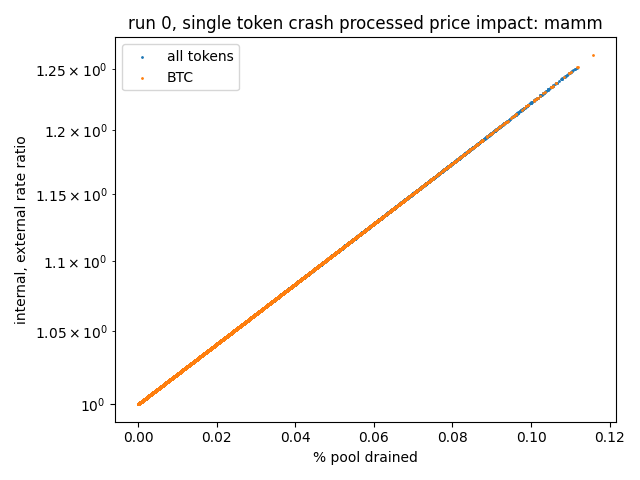 run 0, single token crash processed price impact: mamm
all tokens
BTC
internal, external rate ratio
1.25 × 10⁰
1.2 × 10⁰
1.15 × 10⁰
1.1 × 10⁰
1.05 × 10⁰
10⁰
0.00 0.02 0.04 0.06 0.08 0.10 0.12
% pool drained